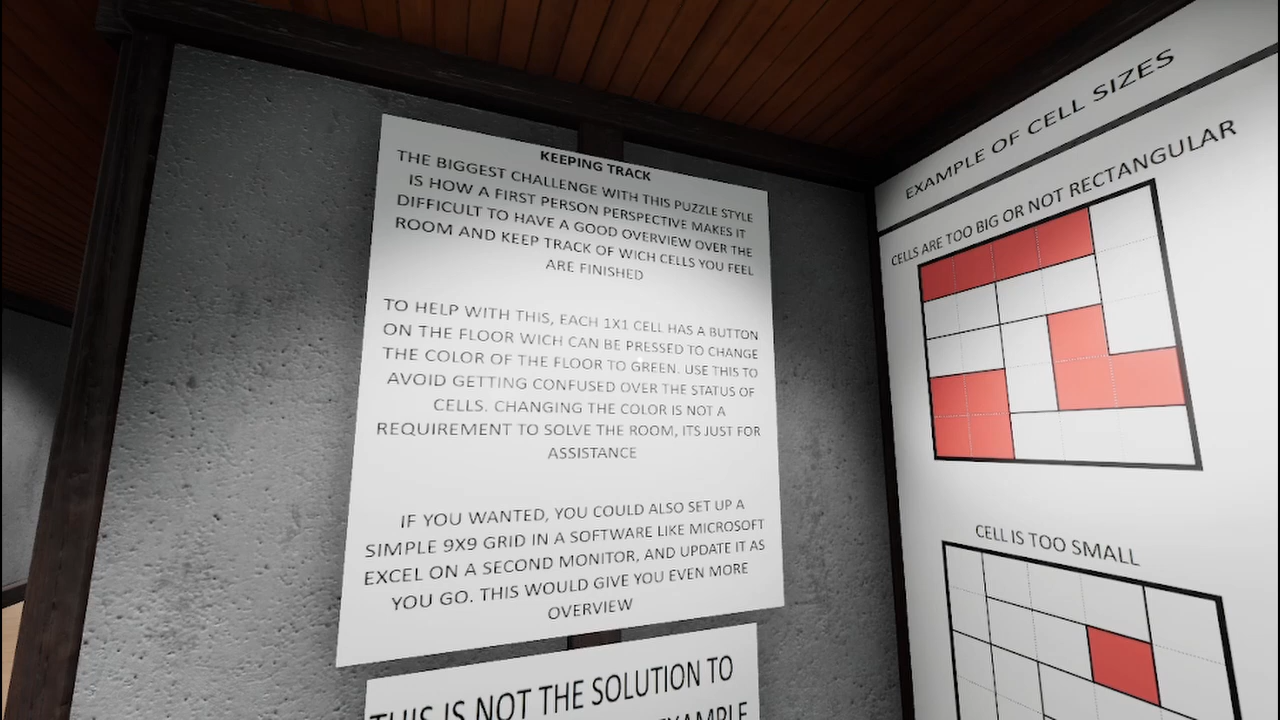 KEEPING TRACK
THE BIGGEST CHALLENGE WITH THIS PUZZLE STYLE
IS HOW A FIRST PERSON PERSPECTIVE MAKES IT
DIFFICULT TO HAVE A GOOD OVERVIEW OVER THE
ROOM AND KEEP TRACK OF WICH CELLS YOU FEEL
ARE FINISHED
TO HELP WITH THIS, EACH 1X1 CELL HAS A BUTTON
ON THE FLOOR WICH CAN BE PRESSED TO CHANGE
THE COLOR OF THE FLOOR TO GREEN. USE THIS TO
AVOID GETTING CONFUSED OVER THE STATUS OF
CELLS. CHANGING THE COLOR IS NOT A
REQUIREMENT TO SOLVE THE ROOM, ITS JUST FOR
ASSISTANCE
IF YOU WANTED, YOU COULD ALSO SET UP A
SIMPLE 9X9 GRID IN A SOFTWARE LIKE MICROSOFT
EXCEL ON A SECOND MONITOR, AND UPDATE IT AS
YOU GO. THIS WOULD GIVE YOU EVEN MORE
OVERVIEW
THIS IS NOT THE SOLUTION TO
EXAMPLE
EXAMPLE OF CELL SIZES
CELLS ARE TOO BIG OR NOT RECTANGULAR
CELL IS TOO SMALL